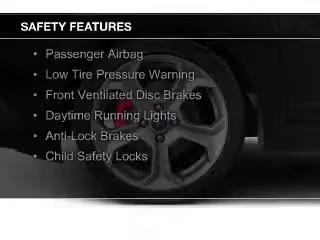 SAFETY FEATURES
• Passenger Airbag
• Low Tire Pressure Warning
• Front Ventilated Disc Brakes
• Daytime Running Lights
• Anti-Lock Brakes
• Child Safety Locks